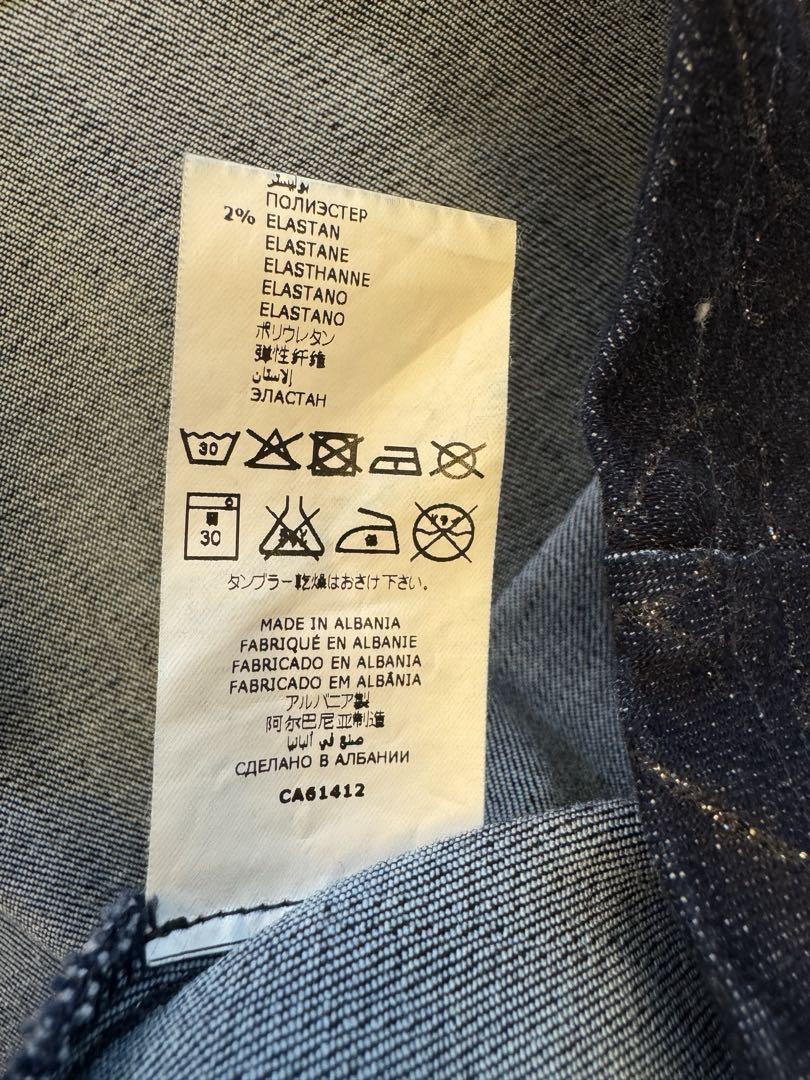 بوليستر
ПОЛИЭСТЕР
2% ELASTAN
ELASTANE
ELASTHANNE
ELASTANO
ELASTANO
ポリウレタン
弹性纤维
إلاستان
ЭЛАСТАН
30
30
タンブラー乾燥はおさけ下さい。
MADE IN ALBANIA
FABRIQUÉ EN ALBANIE
FABRICADO EN ALBANIA
FABRICADO EM ALBÂNIA
アルバニア製
阿尔巴尼亚制造
صنع في ألبانيا
СДЕЛАНО В АЛБАНИИ
CA61412